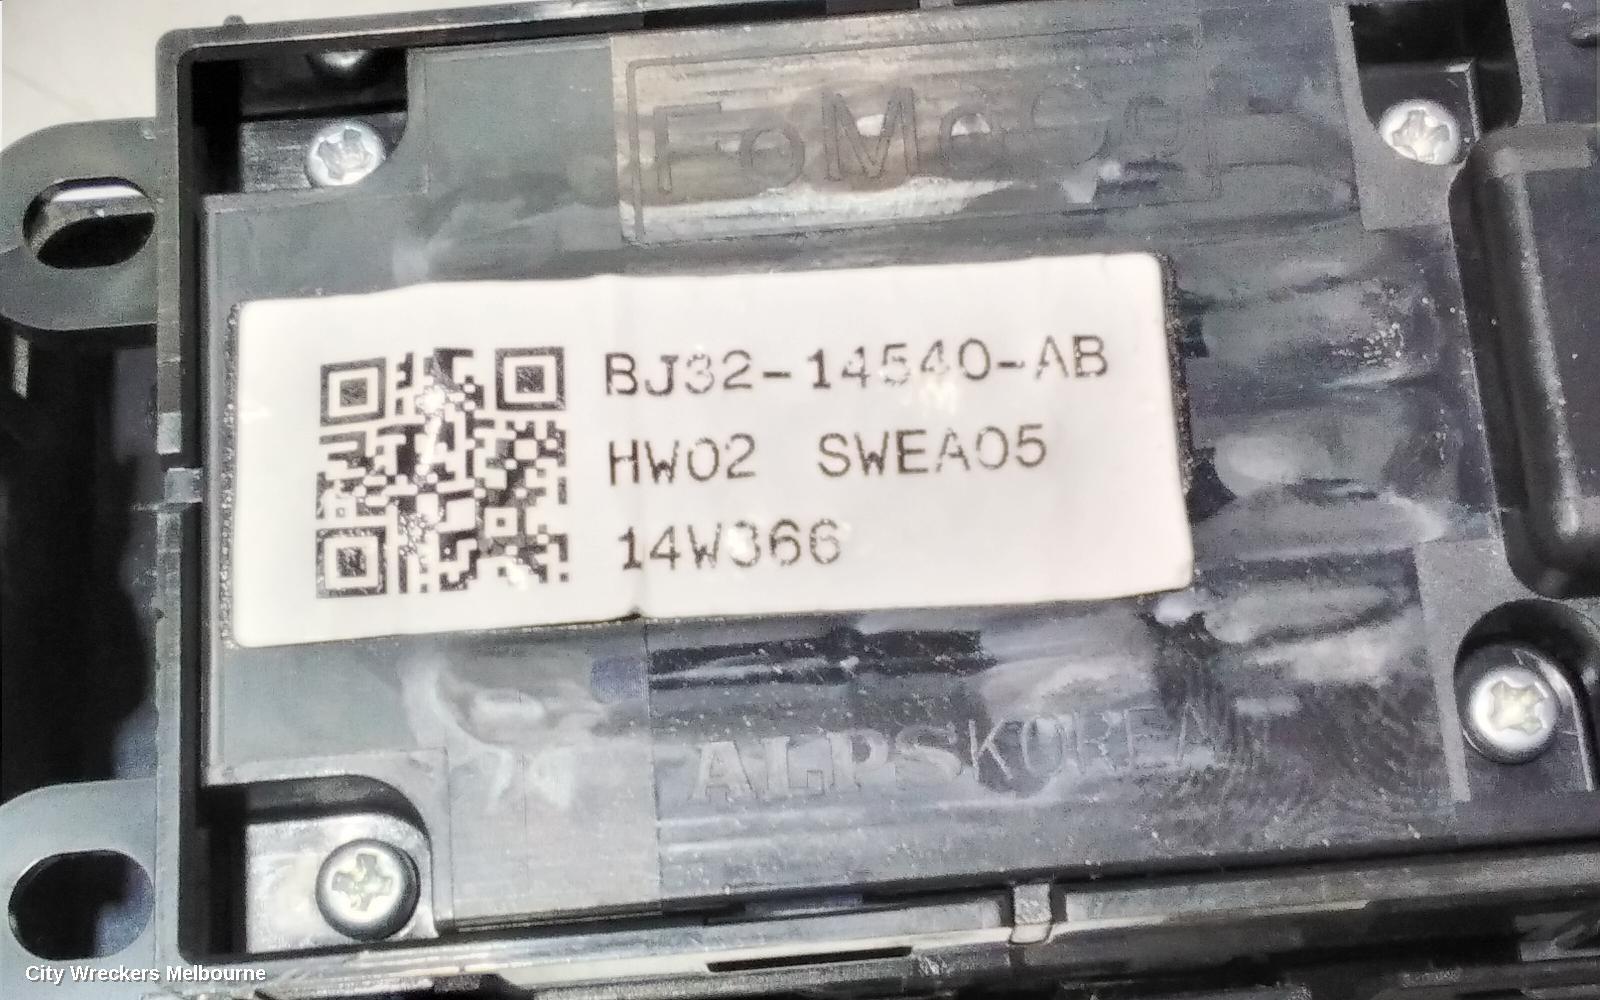 FoMoCo
BJ32-14540-AB
HW02 SWEA05
14W366
ALPSKOREA
City Wreckers Melbourne